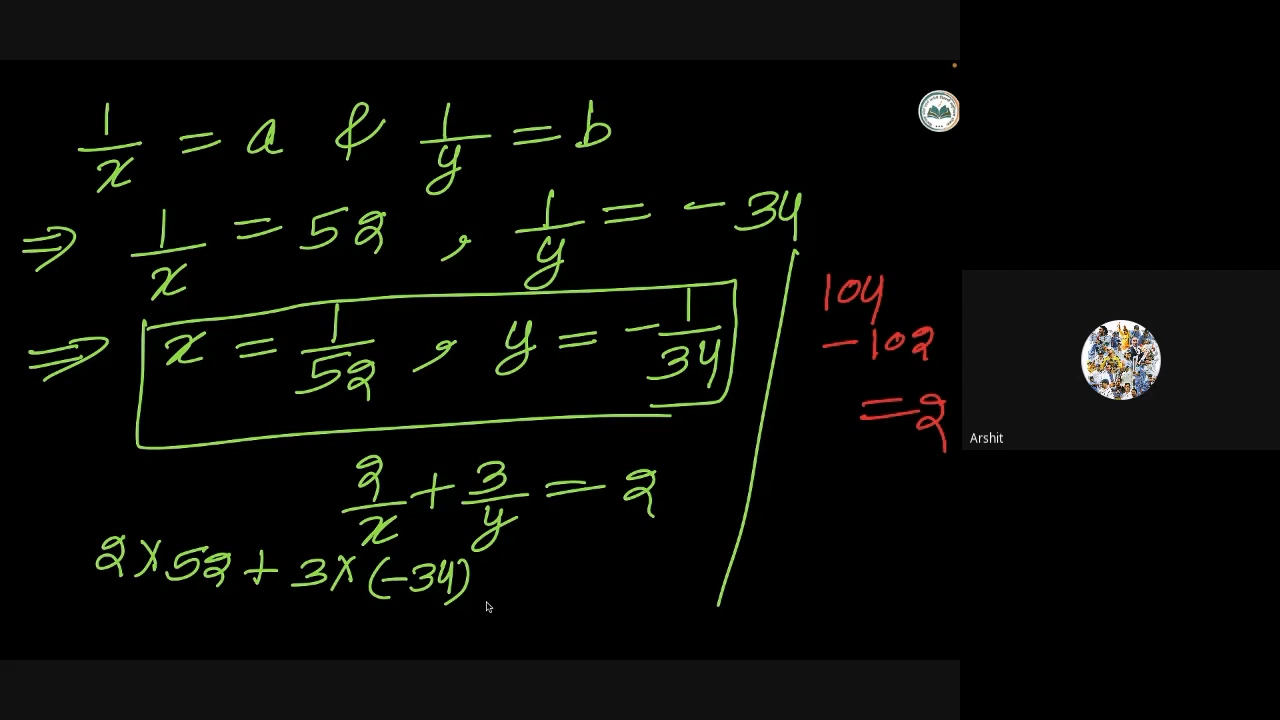 1/x = a & 1/y = b
⇒ 1/x = 52 , 1/y = - 34
⇒ x = 1/52 , y = - 1/34
2/x + 3/y = 2
2 × 52 + 3 × (-34)
104
- 102
= 2
Arshit